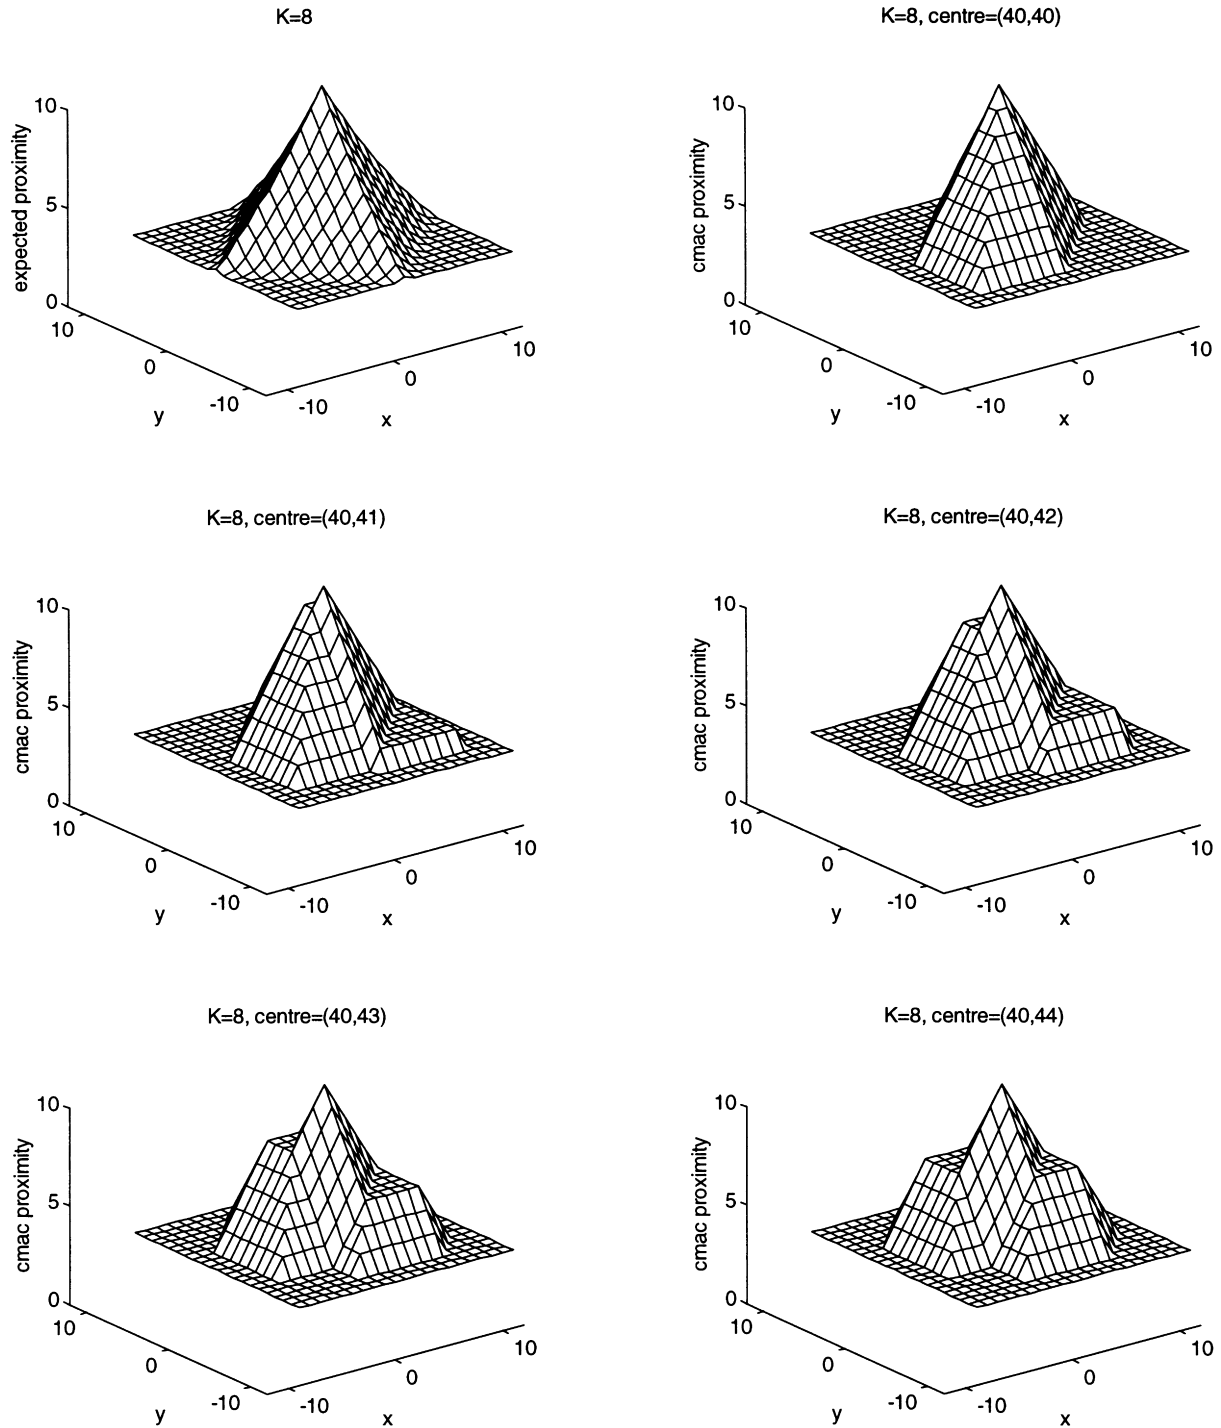 K=8
10
5
0
expected proximity
10
0
-10
y
-10
0
10
x
K=8, centre=(40,40)
10
5
0
cmac proximity
10
0
-10
y
-10
0
10
x
K=8, centre=(40,41)
10
5
0
cmac proximity
10
0
-10
y
-10
0
10
x
K=8, centre=(40,42)
10
5
0
cmac proximity
10
0
-10
y
-10
0
10
x
K=8, centre=(40,43)
10
5
0
cmac proximity
10
0
-10
y
-10
0
10
x
K=8, centre=(40,44)
10
5
0
cmac proximity
10
0
-10
y
-10
0
10
x